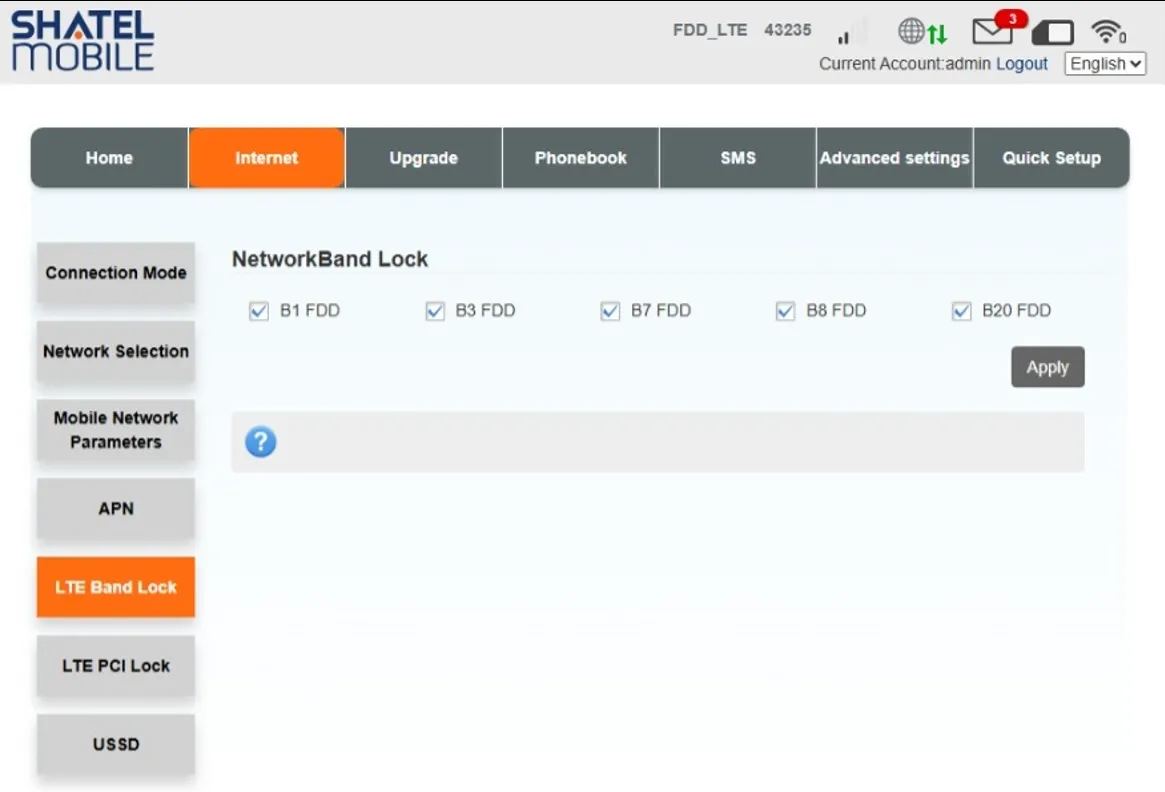 SHATEL
MOBILE
FDD_LTE 43235 3 0
Current Account:admin Logout English
Home Internet Upgrade Phonebook SMS Advanced settings Quick Setup
Connection Mode
Network Selection
Mobile Network
Parameters
APN
LTE Band Lock
LTE PCI Lock
USSD
NetworkBand Lock
B1 FDD B3 FDD B7 FDD B8 FDD B20 FDD
Apply
?